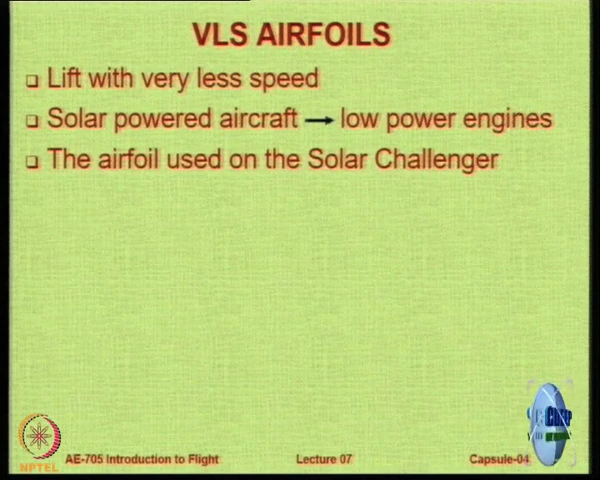 VLS AIRFOILS
Lift with very less speed
Solar powered aircraft → low power engines
The airfoil used on the Solar Challenger
NPTEL
AE-705 Introduction to Flight
Lecture 07
Capsule-04